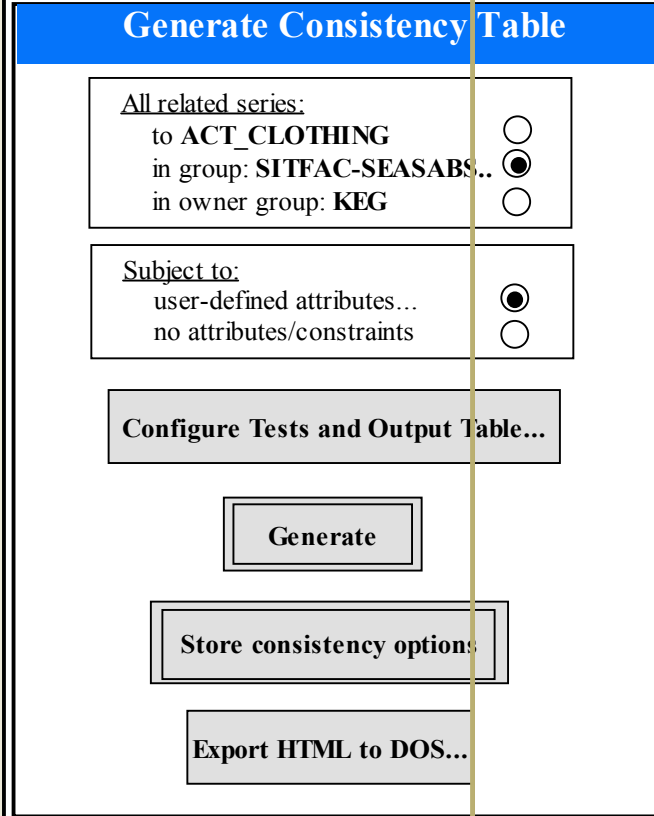 Generate Consistency Table
All related series:
to ACT_CLOTHING
in group: SITFAC-SEASABS..
in owner group: KEG
Subject to:
user-defined attributes...
no attributes/constraints
Configure Tests and Output Table...
Generate
Store consistency options
Export HTML to DOS...